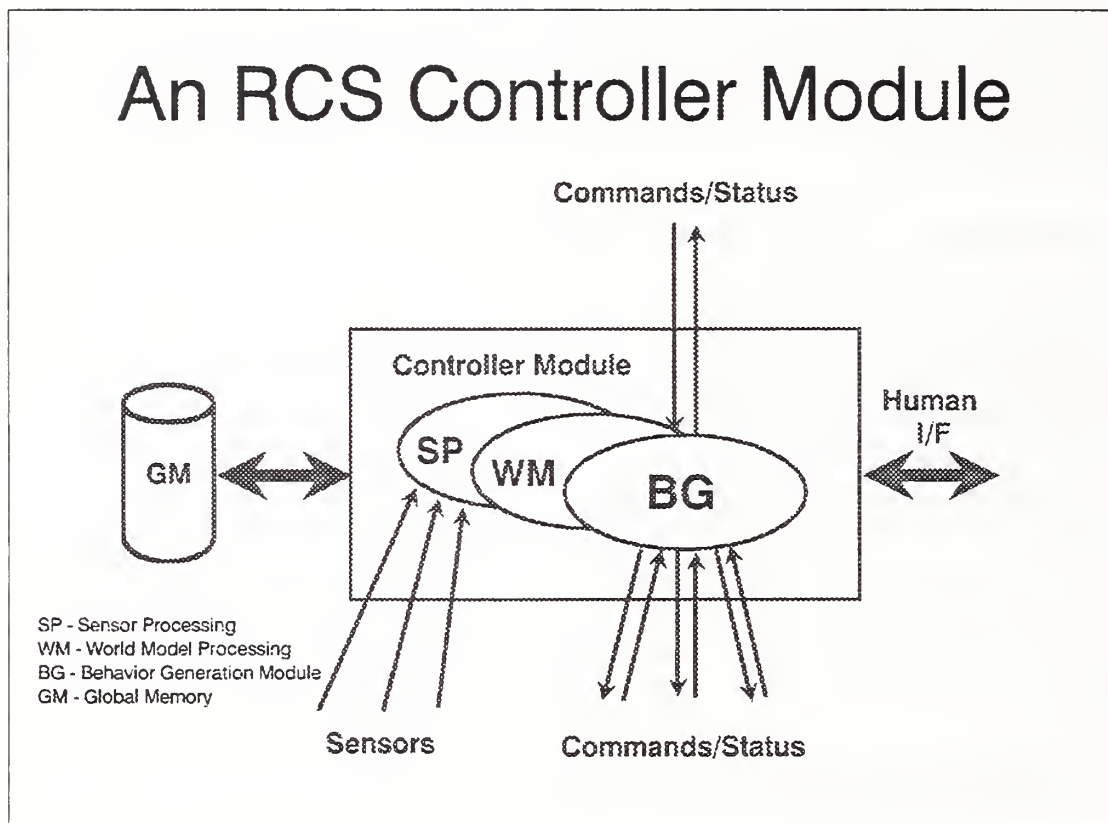 An RCS Controller Module
Commands/Status
Controller Module
Human
I/F
GM
SP
WM
BG
SP - Sensor Processing
WM - World Model Processing
BG - Behavior Generation Module
GM - Global Memory
Sensors
Commands/Status